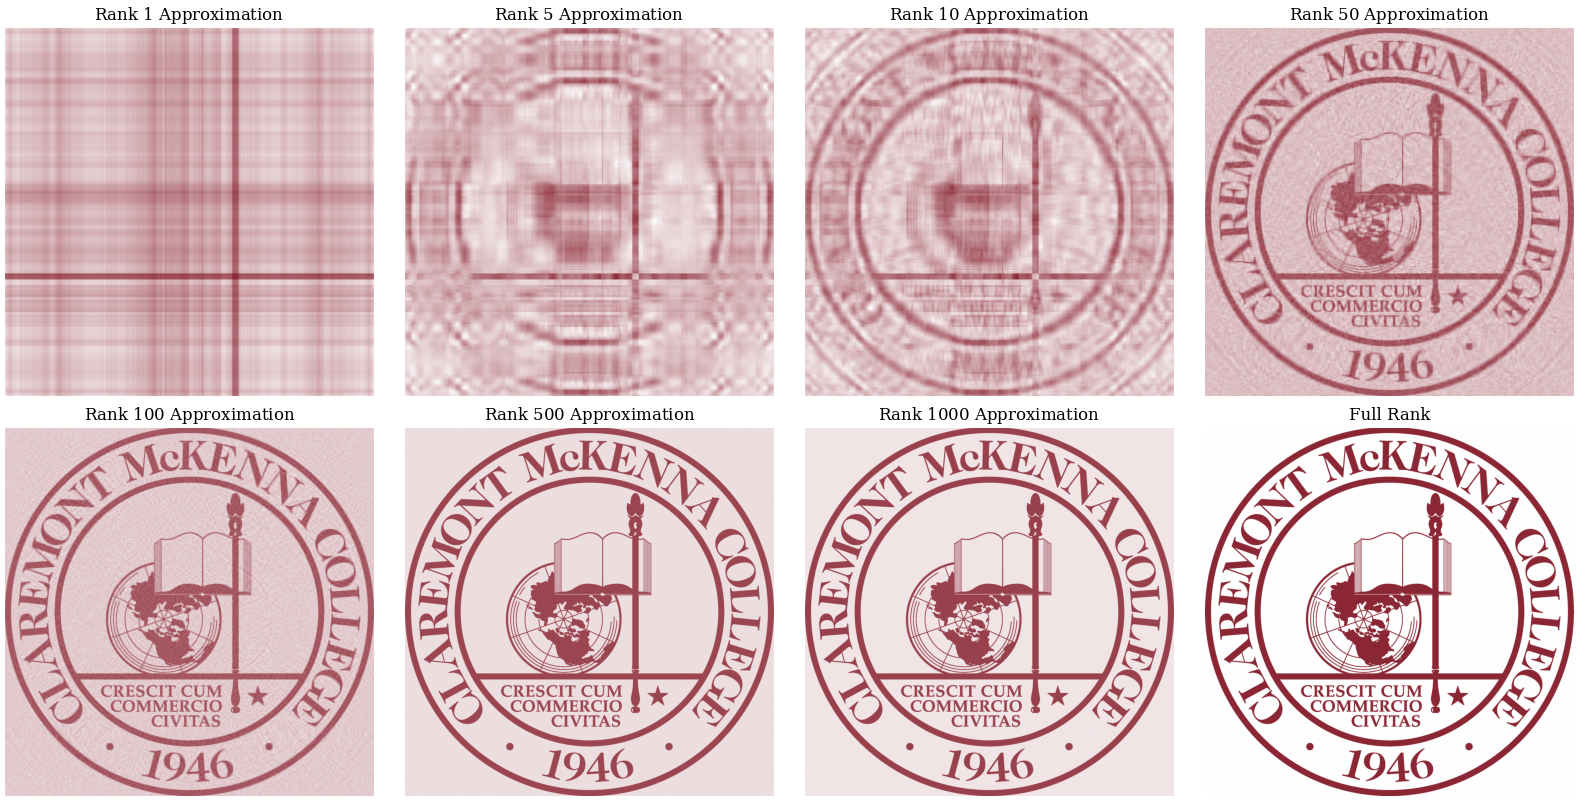 Rank 1 Approximation
Rank 5 Approximation
Rank 10 Approximation
Rank 50 Approximation
CLAREMONT McKENNA COLLEGE
CRESCIT CUM
COMMERCIO
CIVITAS
1946
Rank 100 Approximation
CLAREMONT McKENNA COLLEGE
CRESCIT CUM
COMMERCIO
CIVITAS
1946
Rank 500 Approximation
CLAREMONT McKENNA COLLEGE
CRESCIT CUM
COMMERCIO
CIVITAS
1946
Rank 1000 Approximation
CLAREMONT McKENNA COLLEGE
CRESCIT CUM
COMMERCIO
CIVITAS
1946
Full Rank
CLAREMONT McKENNA COLLEGE
CRESCIT CUM
COMMERCIO
CIVITAS
1946